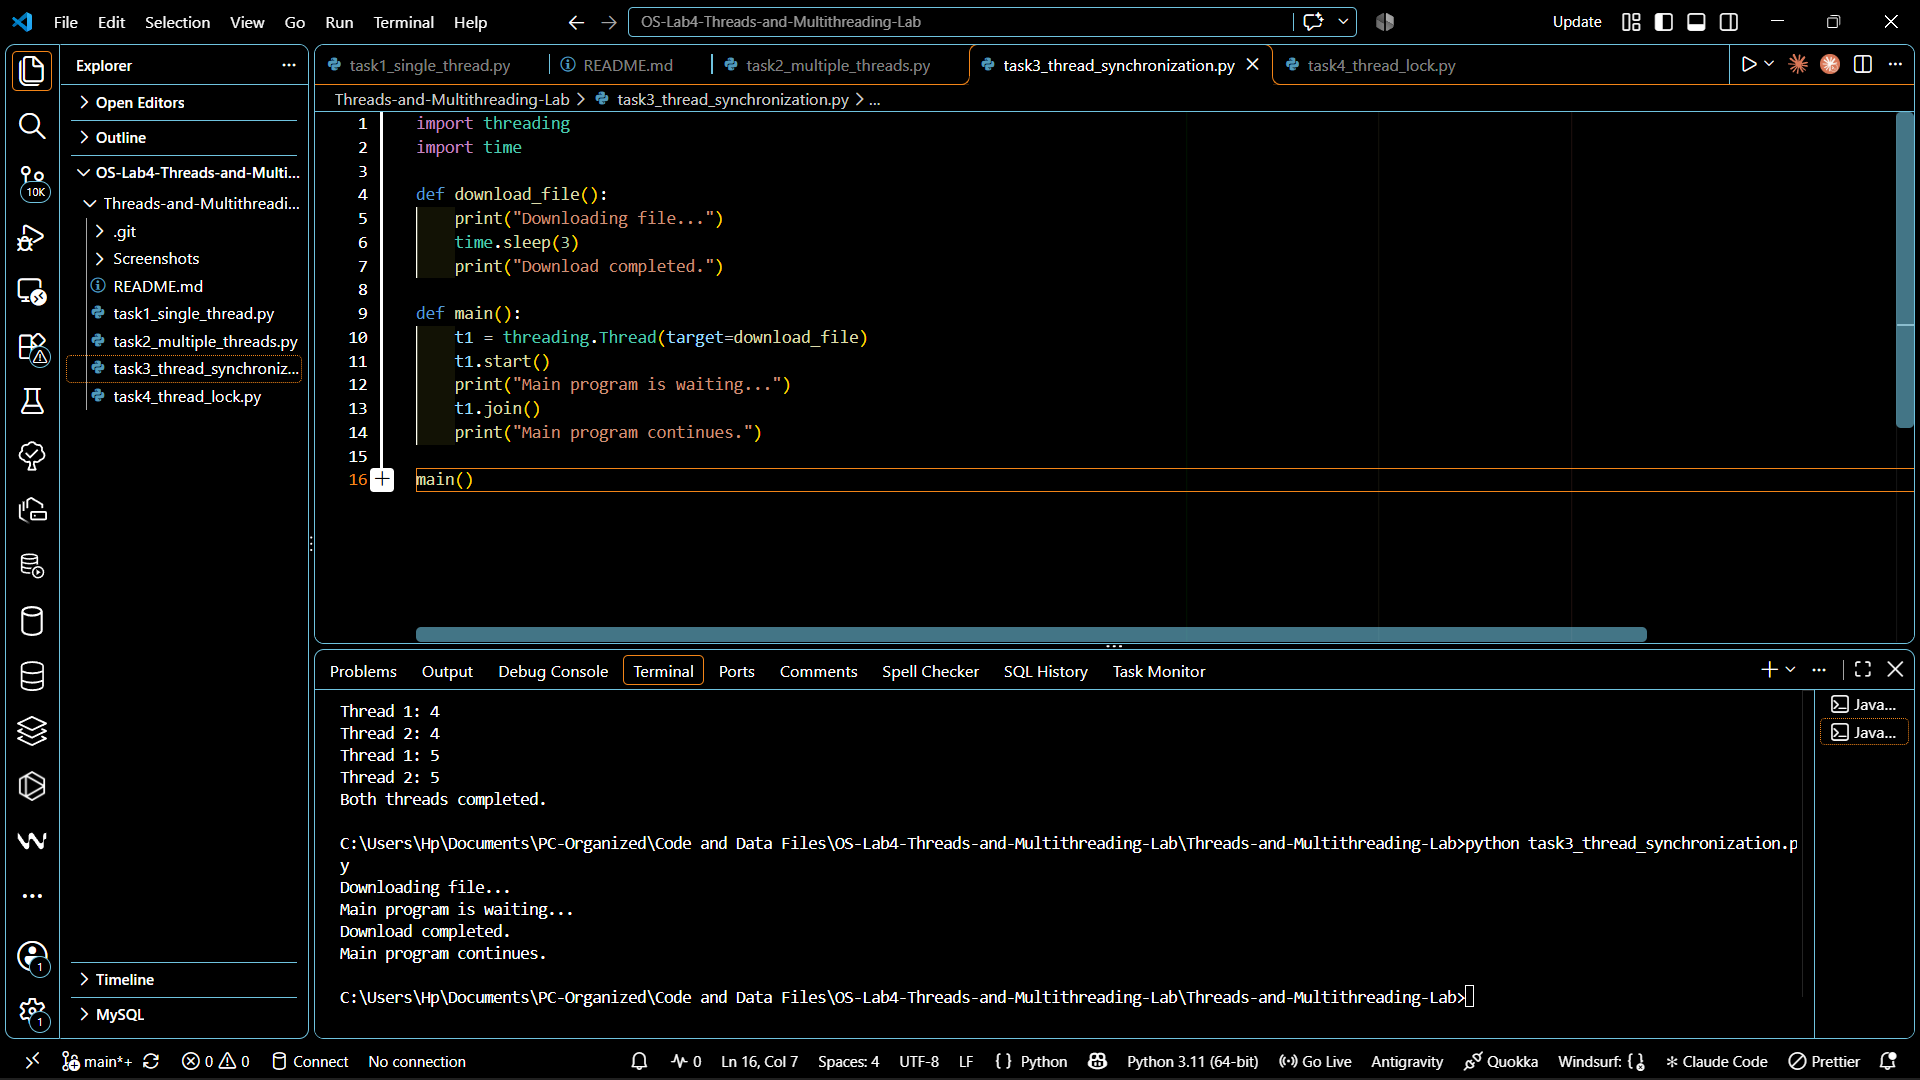 File Edit Selection View Go Run Terminal Help
OS-Lab4-Threads-and-Multithreading-Lab
Update
Explorer
Open Editors
Outline
OS-Lab4-Threads-and-Multi...
Threads-and-Multithreadi...
.git
Screenshots
README.md
task1_single_thread.py
task2_multiple_threads.py
task3_thread_synchroniz...
task4_thread_lock.py
Timeline
MySQL
10K
1
1
task1_single_thread.py README.md task2_multiple_threads.py task3_thread_synchronization.py task4_thread_lock.py
Threads-and-Multithreading-Lab > task3_thread_synchronization.py > ...
1 import threading
2 import time
3
4 def download_file():
5 print("Downloading file...")
6 time.sleep(3)
7 print("Download completed.")
8
9 def main():
10 t1 = threading.Thread(target=download_file)
11 t1.start()
12 print("Main program is waiting...")
13 t1.join()
14 print("Main program continues.")
15
16 main()
Problems Output Debug Console Terminal Ports Comments Spell Checker SQL History Task Monitor
Java...
Java...
Thread 1: 4
Thread 2: 4
Thread 1: 5
Thread 2: 5
Both threads completed.
C:\Users\Hp\Documents\PC-Organized\Code and Data Files\OS-Lab4-Threads-and-Multithreading-Lab\Threads-and-Multithreading-Lab>python task3_thread_synchronization.p
y
Downloading file...
Main program is waiting...
Download completed.
Main program continues.
C:\Users\Hp\Documents\PC-Organized\Code and Data Files\OS-Lab4-Threads-and-Multithreading-Lab\Threads-and-Multithreading-Lab>
main*+ 0 0 Connect No connection 0 Ln 16, Col 7 Spaces: 4 UTF-8 LF {} Python Python 3.11 (64-bit) Go Live Antigravity Quokka Windsurf: {} Claude Code Prettier